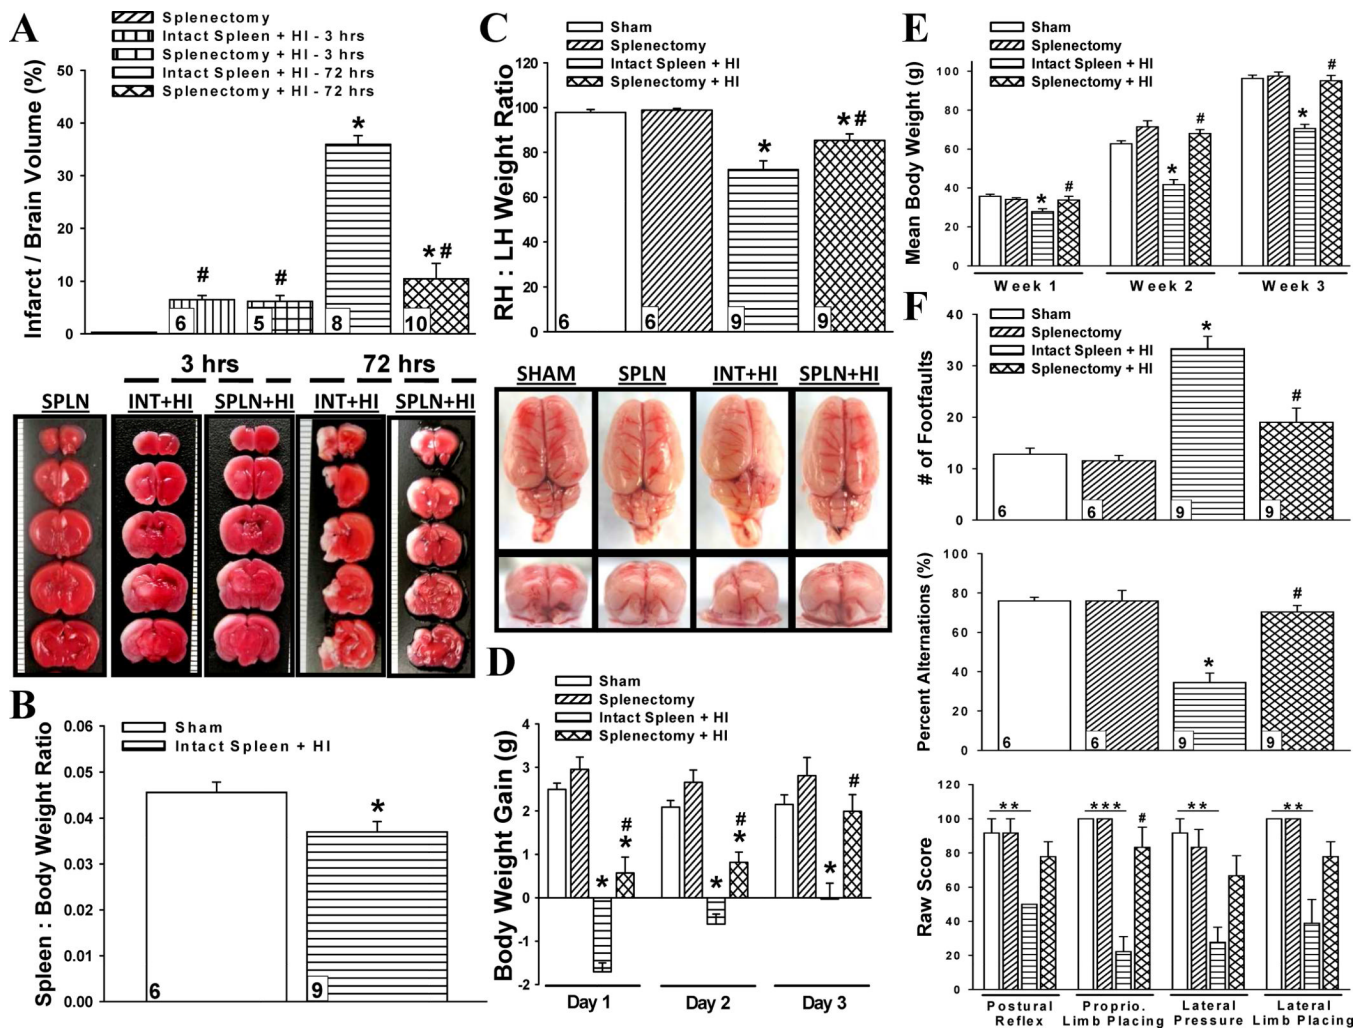 A
Splenectomy
Intact Spleen + HI - 3 hrs
Splenectomy + HI - 3 hrs
Intact Spleen + HI - 72 hrs
Splenectomy + HI - 72 hrs
Infarct / Brain Volume (%)
50
40
30
20
10
0
#
#
*
*#
6
5
8
10
3 hrs
72 hrs
SPLN
INT+HI
SPLN+HI
INT+HI
SPLN+HI
B
Sham
Intact Spleen + HI
Spleen : Body Weight Ratio
0.06
0.05
0.04
0.03
0.02
0.01
0.00
*
6
9
C
Sham
Splenectomy
Intact Spleen + HI
Splenectomy + HI
RH : LH Weight Ratio
120
100
80
60
40
20
0
*
*#
6
6
9
9
SHAM
SPLN
INT+HI
SPLN+HI
D
Sham
Splenectomy
Intact Spleen + HI
Splenectomy + HI
Body Weight Gain (g)
4
3
2
1
0
-1
-2
*
#
*
*
#
*
*
#
Day 1
Day 2
Day 3
E
Sham
Splenectomy
Intact Spleen + HI
Splenectomy + HI
Mean Body Weight (g)
100
80
60
40
20
0
*
#
*
#
*
#
Week 1
Week 2
Week 3
F
Sham
Splenectomy
Intact Spleen + HI
Splenectomy + HI
# of Footfaults
40
30
20
10
0
*
#
6
6
9
9
Percent Alternations (%)
100
80
60
40
20
0
*
#
6
6
9
9
Raw Score
120
100
80
60
40
20
0
**
***
#
**
**
Postural
Reflex
Proprio.
Limb Placing
Lateral
Pressure
Lateral
Limb Placing